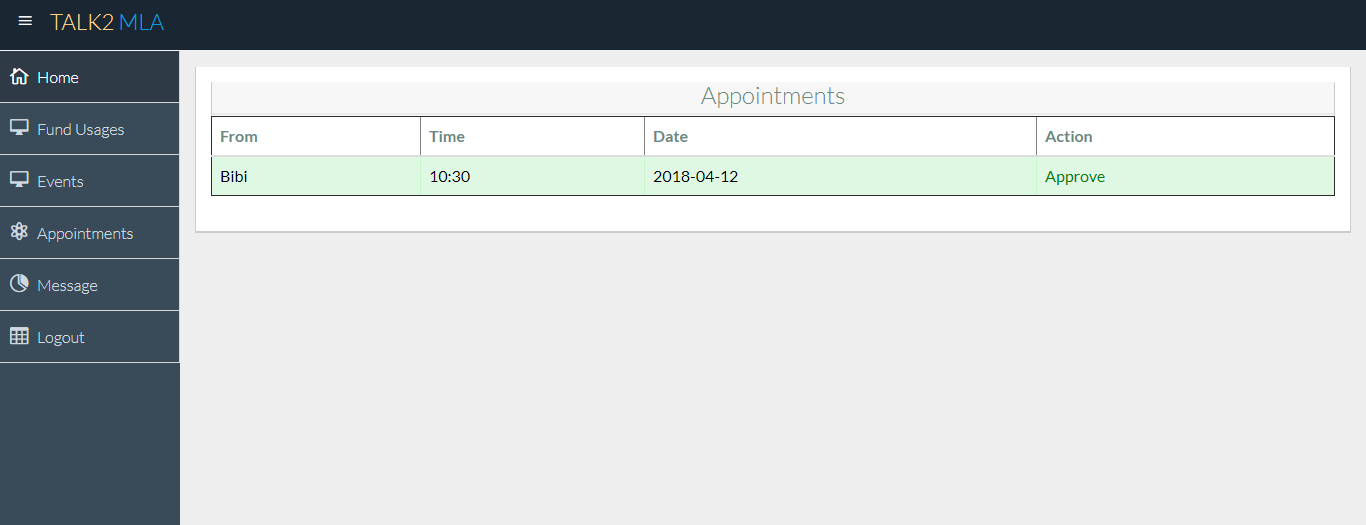 TALK2 MLA
Home
Fund Usages
Events
Appointments
Message
Logout
Appointments
From Time Date Action
Bibi 10:30 2018-04-12 Approve